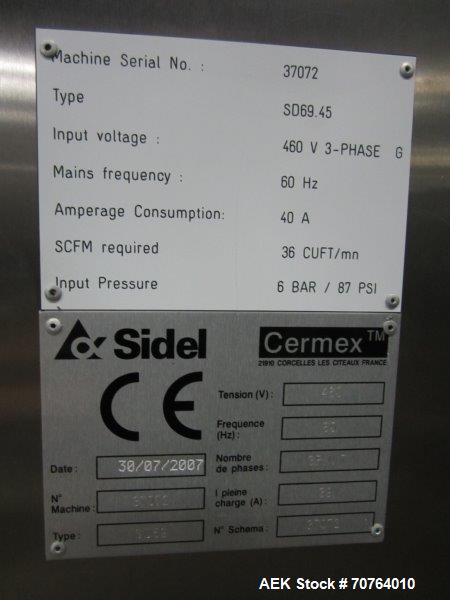 Machine Serial No. : 37072
Type SD69.45
Input voltage : 460 V 3-PHASE G
Mains frequency : 60 Hz
Amperage Consumption: 40 A
SCFM required 36 CUFT/mn
Input Pressure 6 BAR / 87 PSI
Sidel Cermex™
21910 CORCELLES LES CITEAUX FRANCE
CE
Tension (V) :
Frequence (Hz) :
Date : 30/07/2007
Nombre de phases :
N° Machine :
I pleine charge (A) :
Type :
N° Schema : 37072
AEK Stock # 70764010